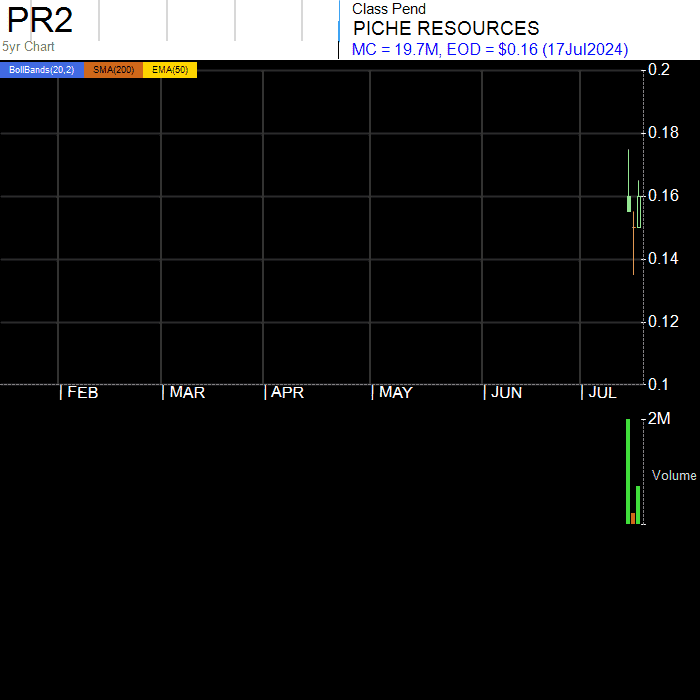 PR2
5yr Chart
Class Pend
PICHE RESOURCES
MC = 19.7M, EOD = $0.16 (17Jul2024)
BollBands(20,2) SMA(200) EMA(50)
0.2
0.18
0.16
0.14
0.12
0.1
FEB MAR APR MAY JUN JUL
2M
Volume